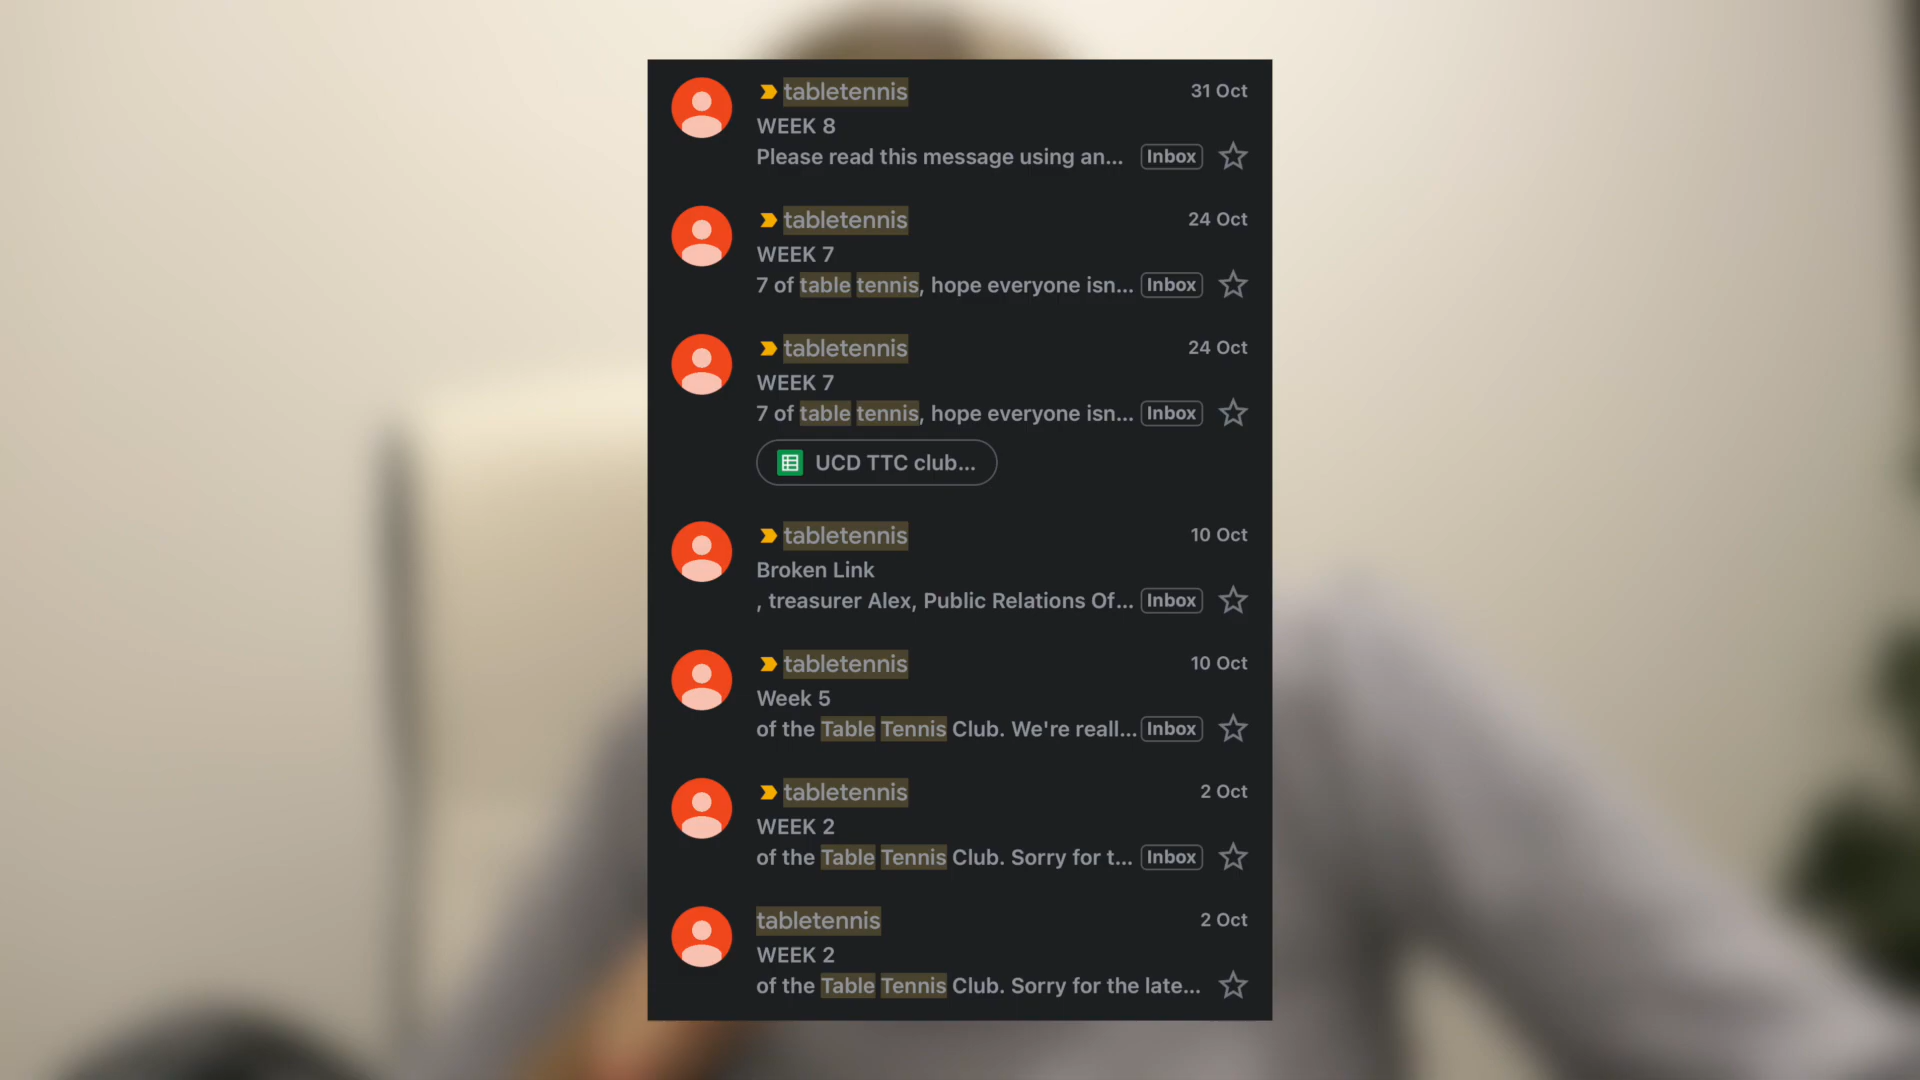 tabletennis 31 Oct
WEEK 8
Please read this message using an... Inbox
tabletennis 24 Oct
WEEK 7
7 of table tennis, hope everyone isn... Inbox
tabletennis 24 Oct
WEEK 7
7 of table tennis, hope everyone isn... Inbox
UCD TTC club...
tabletennis 10 Oct
Broken Link
, treasurer Alex, Public Relations Of... Inbox
tabletennis 10 Oct
Week 5
of the Table Tennis Club. We're reall... Inbox
tabletennis 2 Oct
WEEK 2
of the Table Tennis Club. Sorry for t... Inbox
tabletennis 2 Oct
WEEK 2
of the Table Tennis Club. Sorry for the late...